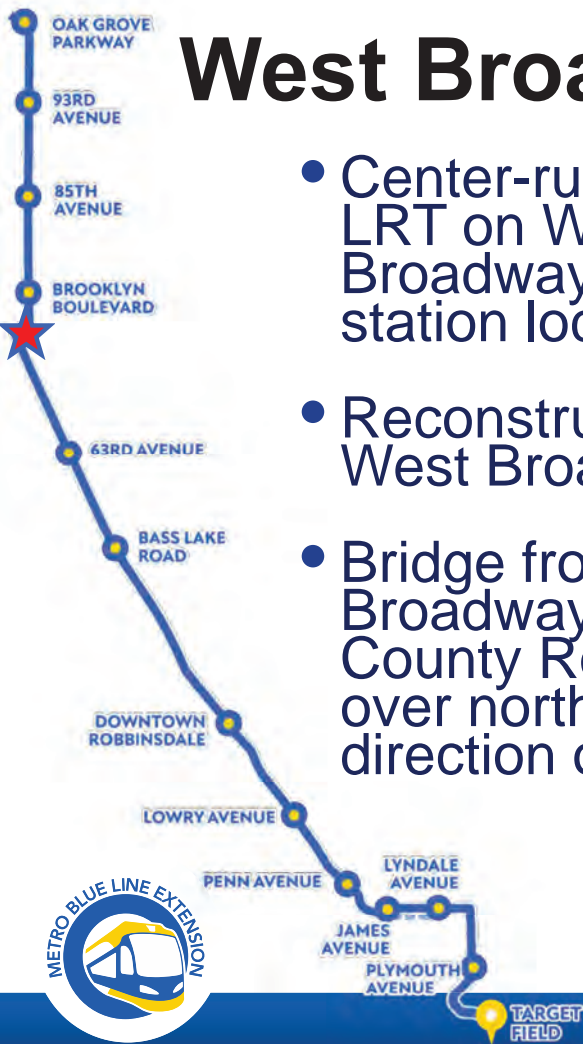 OAK GROVE
PARKWAY
West Broa
93RD
AVENUE
85TH
AVENUE
BROOKLYN
BOULEVARD
• Center-ru
LRT on W
Broadway
station loc
63RD AVENUE
• Reconstru
West Broa
BASS LAKE
ROAD
• Bridge fro
Broadway
County Ro
over north
direction o
DOWNTOWN
ROBBINSDALE
LOWRY AVENUE
PENN AVENUE
LYNDALE
AVENUE
JAMES
AVENUE
PLYMOUTH
AVENUE
METRO BLUE LINE EXTENSION
TARGET
FIELD